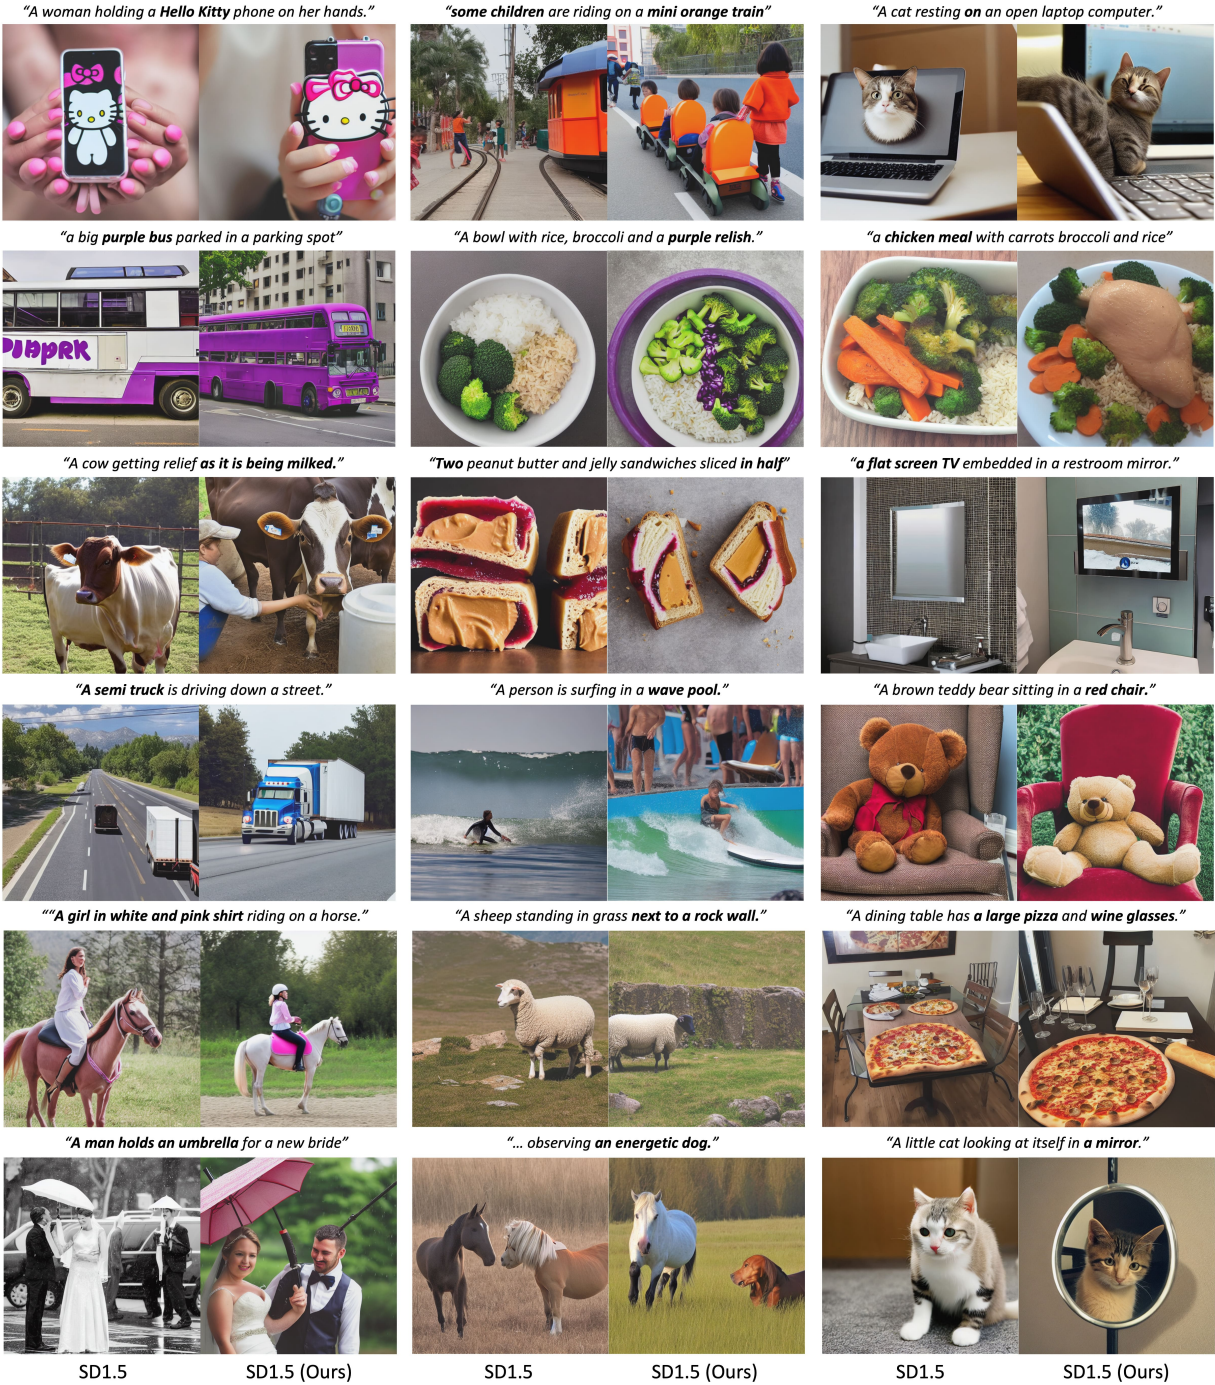 “A woman holding a Hello Kitty phone on her hands.”
“some children are riding on a mini orange train”
“A cat resting on an open laptop computer.”
“a big purple bus parked in a parking spot”
“A bowl with rice, broccoli and a purple relish.”
“a chicken meal with carrots broccoli and rice”
“A cow getting relief as it is being milked.”
“Two peanut butter and jelly sandwiches sliced in half”
“a flat screen TV embedded in a restroom mirror.”
“A semi truck is driving down a street.”
“A person is surfing in a wave pool.”
“A brown teddy bear sitting in a red chair.”
““A girl in white and pink shirt riding on a horse.”
“A sheep standing in grass next to a rock wall.”
“A dining table has a large pizza and wine glasses.”
“A man holds an umbrella for a new bride”
“... observing an energetic dog.”
“A little cat looking at itself in a mirror.”
SD1.5
SD1.5 (Ours)
SD1.5
SD1.5 (Ours)
SD1.5
SD1.5 (Ours)